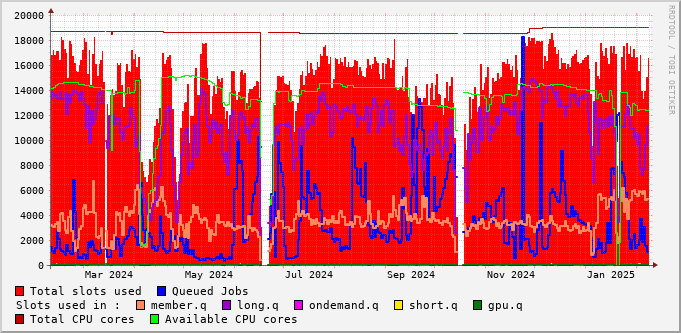 20000
18000
16000
14000
12000
10000
8000
6000
4000
2000
0
Mar 2024 May 2024 Jul 2024 Sep 2024 Nov 2024 Jan 2025
RRDTOOL / TOBI OETIKER
Total slots used Queued Jobs
Slots used in : member.q long.q ondemand.q short.q gpu.q
Total CPU cores Available CPU cores